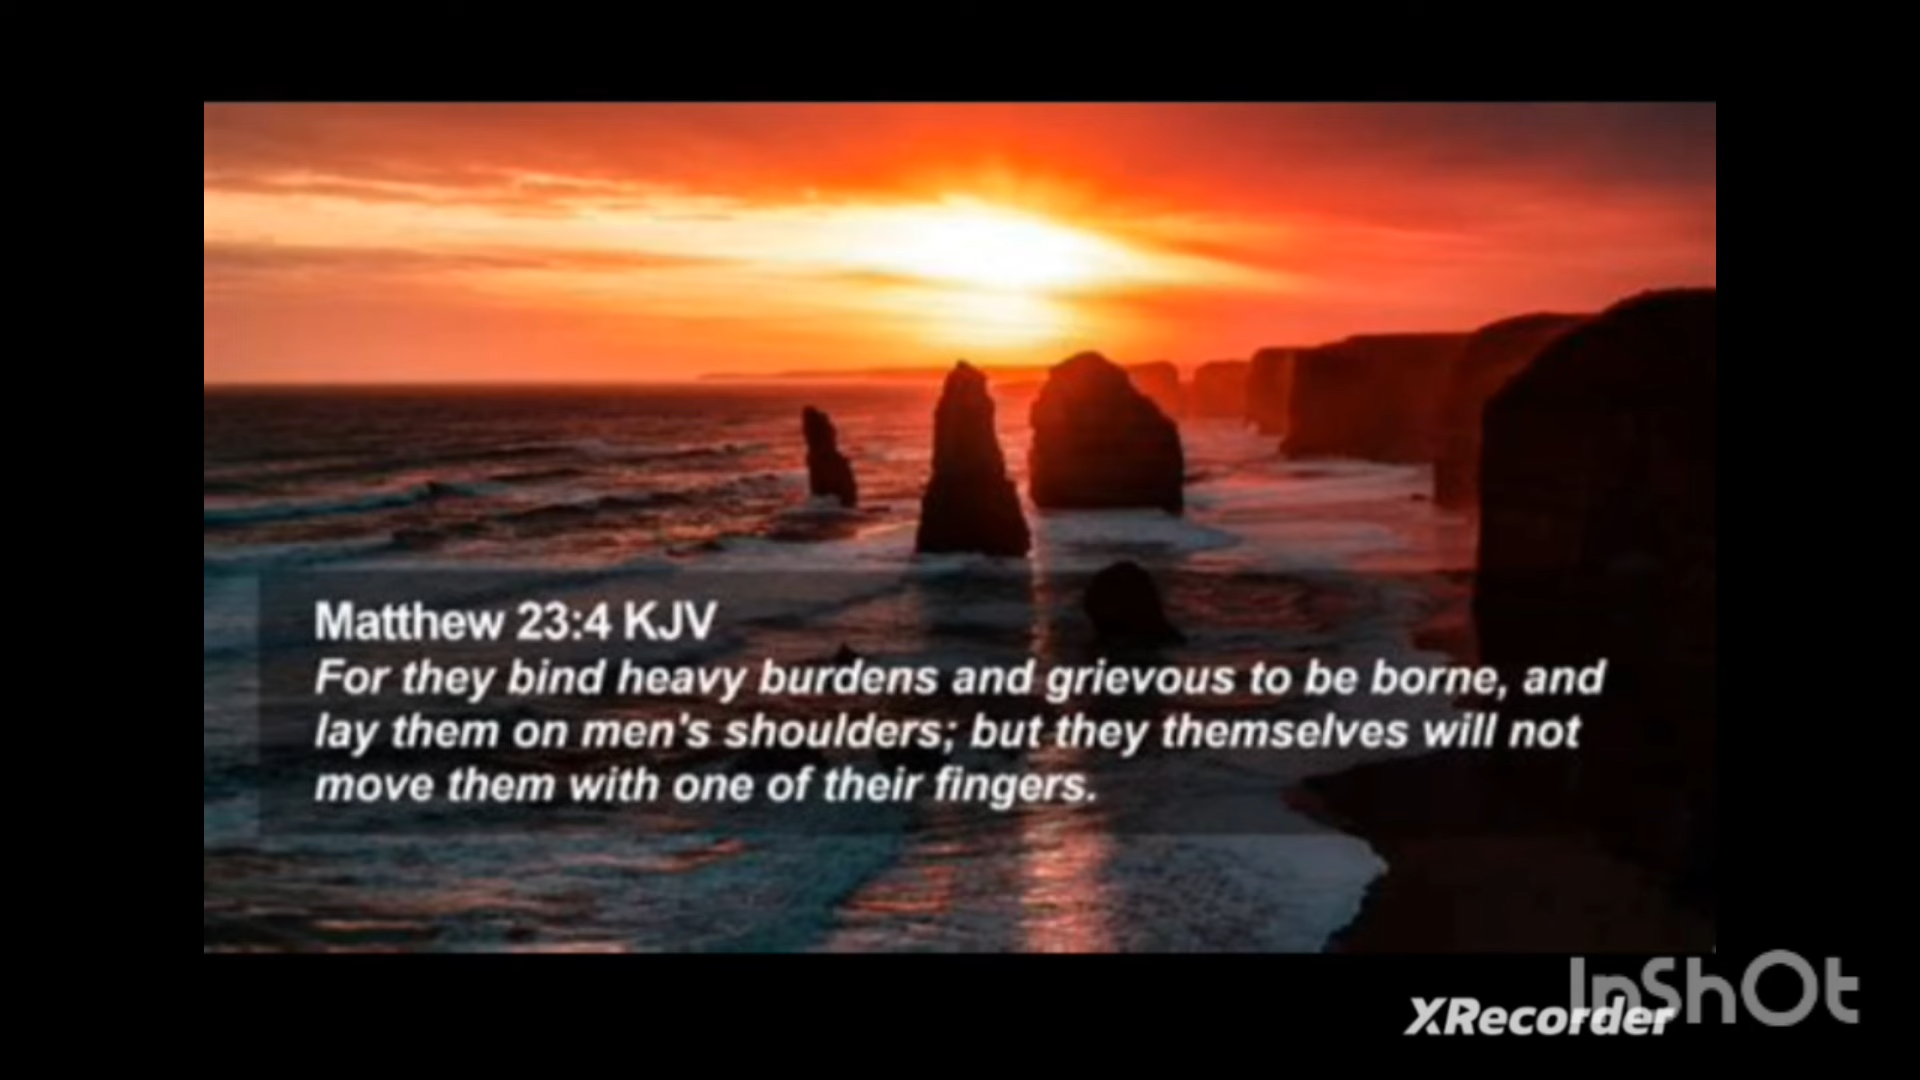 Matthew 23:4 KJV
For they bind heavy burdens and grievous to be borne, and
lay them on men's shoulders; but they themselves will not
move them with one of their fingers.
InShOt
XRecorder